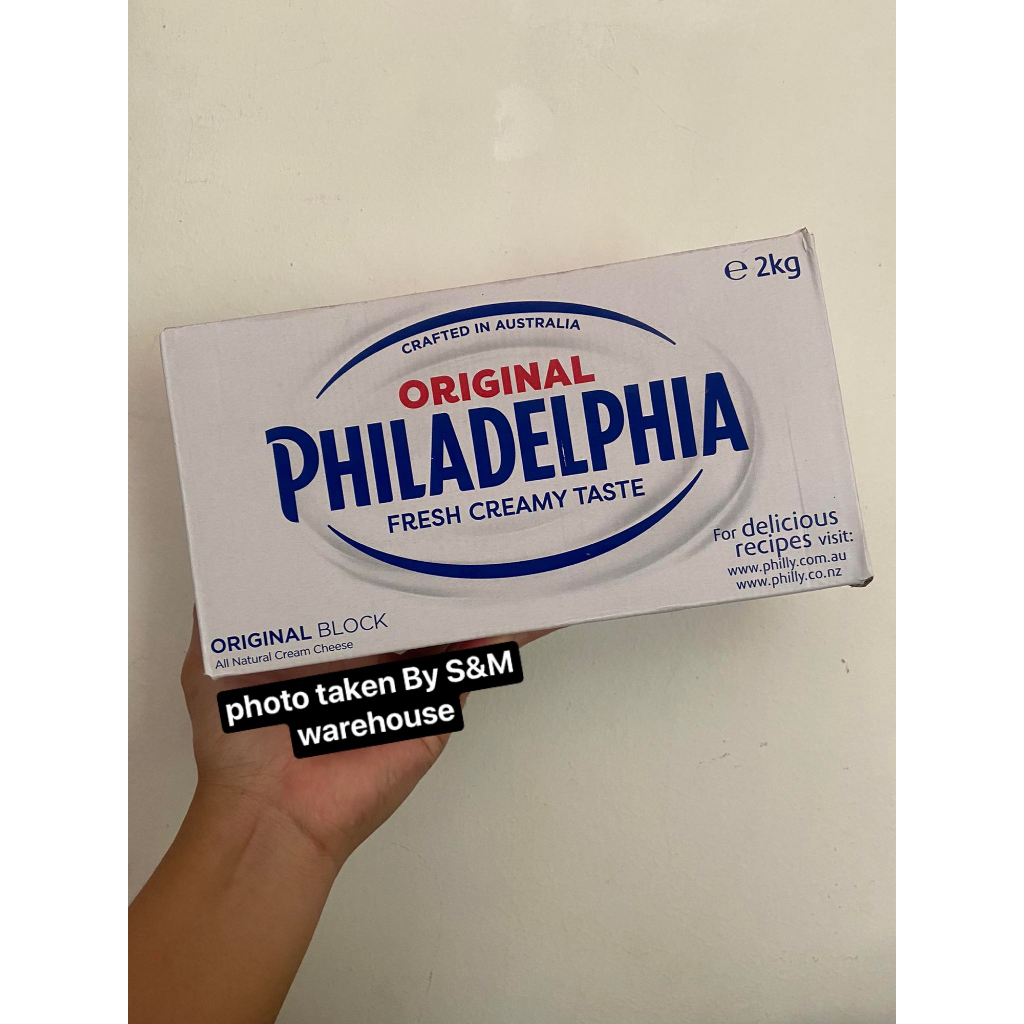 ℮ 2kg
CRAFTED IN AUSTRALIA
ORIGINAL
PHILADELPHIA
FRESH CREAMY TASTE
For delicious
recipes visit:
www.philly.com.au
www.philly.co.nz
ORIGINAL BLOCK
All Natural Cream Cheese
photo taken By S&M
warehouse